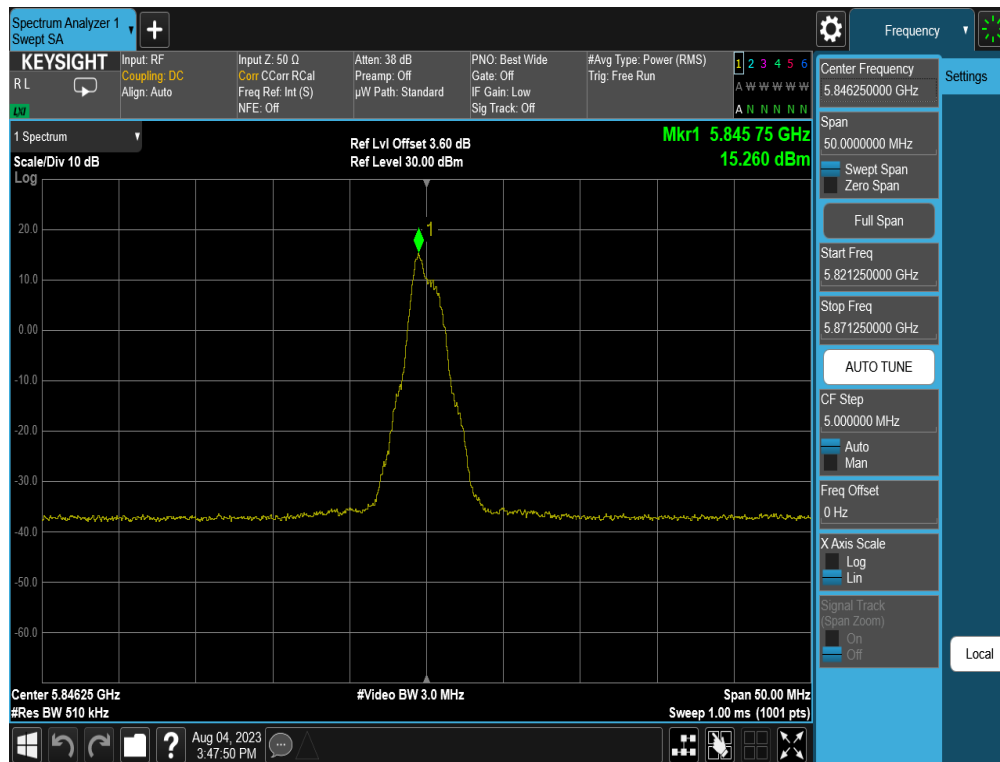 Spectrum Analyzer 1
Swept SA
Frequency
KEYSIGHT
R L
LXI
Input: RF
Coupling: DC
Align: Auto
Input Z: 50 Ω
Corr CCorr RCal
Freq Ref: Int (S)
NFE: Off
Atten: 38 dB
Preamp: Off
µW Path: Standard
PNO: Best Wide
Gate: Off
IF Gain: Low
Sig Track: Off
#Avg Type: Power (RMS)
Trig: Free Run
1 2 3 4 5 6
A W W W W W
A N N N N N
1 Spectrum
Scale/Div 10 dB
Log
Ref Lvl Offset 3.60 dB
Ref Level 30.00 dBm
Mkr1 5.845 75 GHz
15.260 dBm
1
20.0
10.0
0.00
-10.0
-20.0
-30.0
-40.0
-50.0
-60.0
Center 5.84625 GHz
#Res BW 510 kHz
#Video BW 3.0 MHz
Span 50.00 MHz
Sweep 1.00 ms (1001 pts)
Center Frequency
5.846250000 GHz
Settings
Span
50.0000000 MHz
Swept Span
Zero Span
Full Span
Start Freq
5.821250000 GHz
Stop Freq
5.871250000 GHz
AUTO TUNE
CF Step
5.000000 MHz
Auto
Man
Freq Offset
0 Hz
X Axis Scale
Log
Lin
Signal Track
(Span Zoom)
On
Off
Local
?
Aug 04, 2023
3:47:50 PM